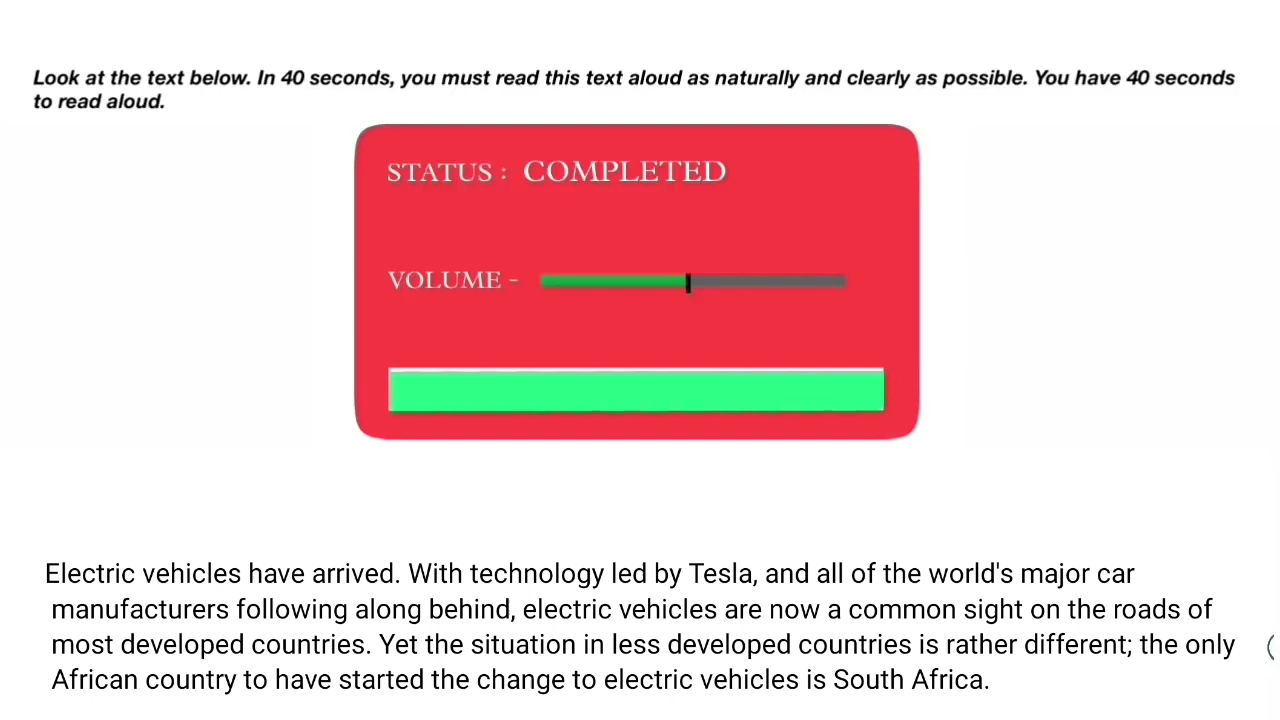 Look at the text below. In 40 seconds, you must read this text aloud as naturally and clearly as possible. You have 40 seconds
to read aloud.
STATUS : COMPLETED
VOLUME -
Electric vehicles have arrived. With technology led by Tesla, and all of the world's major car
manufacturers following along behind, electric vehicles are now a common sight on the roads of
most developed countries. Yet the situation in less developed countries is rather different; the only
African country to have started the change to electric vehicles is South Africa.